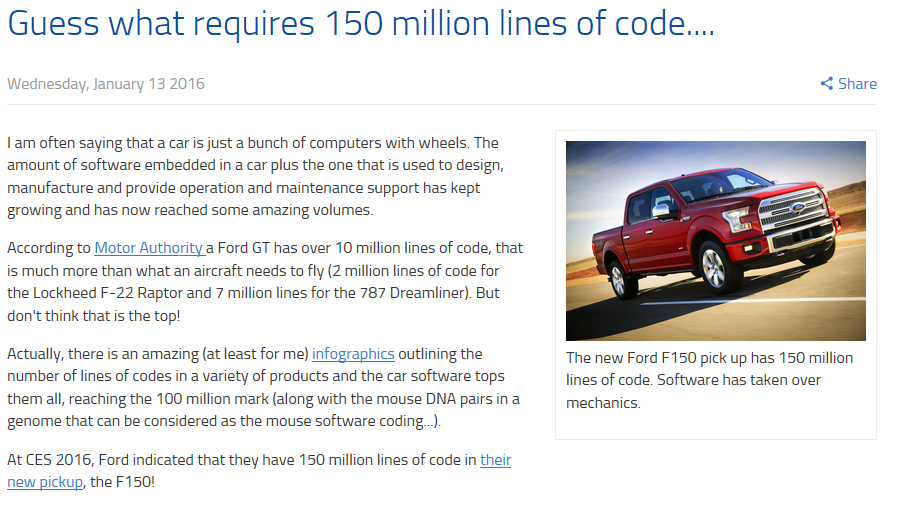 Guess what requires 150 million lines of code....
Wednesday, January 13 2016
Share
I am often saying that a car is just a bunch of computers with wheels. The
amount of software embedded in a car plus the one that is used to design,
manufacture and provide operation and maintenance support has kept
growing and has now reached some amazing volumes.
According to Motor Authority a Ford GT has over 10 million lines of code, that
is much more than what an aircraft needs to fly (2 million lines of code for
the Lockheed F-22 Raptor and 7 million lines for the 787 Dreamliner). But
don't think that is the top!
Actually, there is an amazing (at least for me) infographics outlining the
number of lines of codes in a variety of products and the car software tops
them all, reaching the 100 million mark (along with the mouse DNA pairs in a
genome that can be considered as the mouse software coding...).
At CES 2016, Ford indicated that they have 150 million lines of code in their
new pickup, the F150!
The new Ford F150 pick up has 150 million
lines of code. Software has taken over
mechanics.